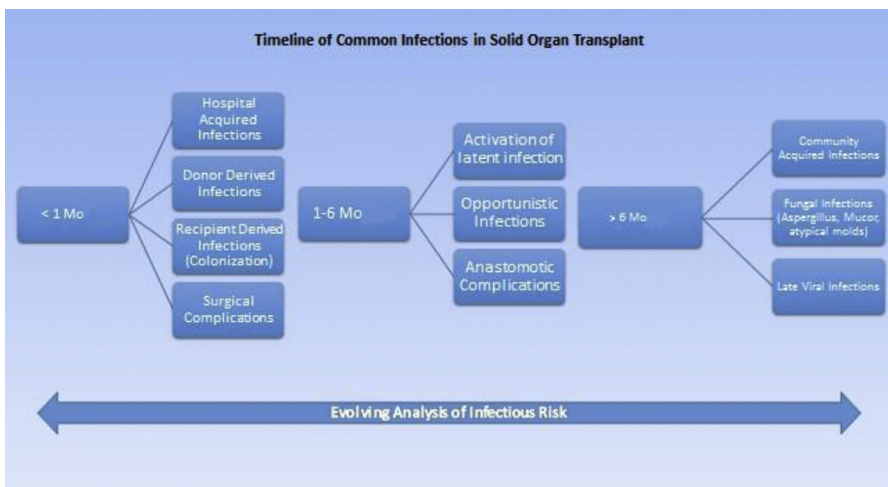 Timeline of Common Infections in Solid Organ Transplant
< 1 Mo
Hospital
Acquired
Infections
Donor Derived
Infections
Recipient Derived
Infections
(Colonization)
Surgical
Complications
1-6 Mo
Activation of
latent infection
Opportunistic
Infections
Anastomotic
Complications
> 6 Mo
Community
Acquired Infections
Fungal Infections
(Aspergillus, Mucor,
atypical molds)
Late Viral Infections
Evolving Analysis of Infectious Risk